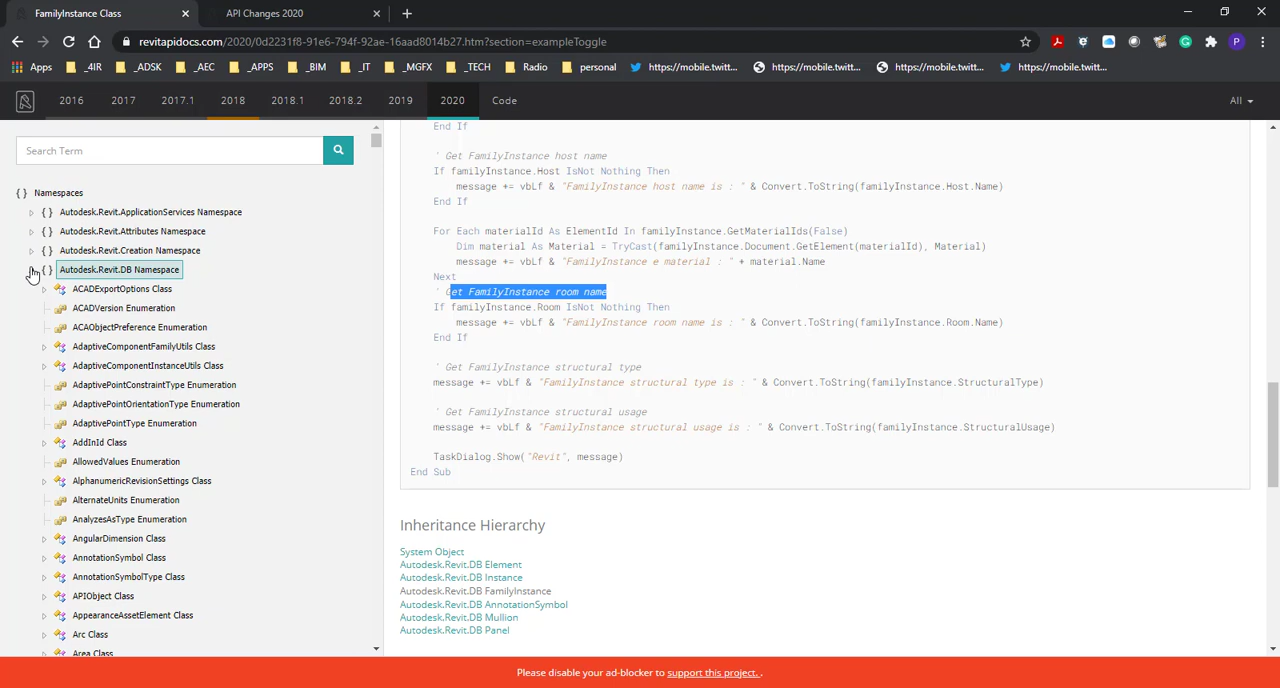 FamilyInstance Class
API Changes 2020
revitapidocs.com/2020/0d2231f8-91e6-794f-92ae-16aad8014b27.htm?section=exampleToggle
Apps _4IR _ADSK _AEC _APPS _BIM _IT _MGFX _TECH Radio personal https://mobile.twitt... https://mobile.twitt... https://mobile.twitt... https://mobile.twitt...
2016 2017 2017.1 2018 2018.1 2018.2 2019 2020 Code All
Search Term
{ } Namespaces
{ } Autodesk.Revit.ApplicationServices Namespace
{ } Autodesk.Revit.Attributes Namespace
{ } Autodesk.Revit.Creation Namespace
{ } Autodesk.Revit.DB Namespace
ACADExportOptions Class
ACADVersion Enumeration
ACAObjectPreference Enumeration
AdaptiveComponentFamilyUtils Class
AdaptiveComponentInstanceUtils Class
AdaptivePointConstraintType Enumeration
AdaptivePointOrientationType Enumeration
AdaptivePointType Enumeration
AddInId Class
AllowedValues Enumeration
AlphanumericRevisionSettings Class
AlternateUnits Enumeration
AnalyzesAsType Enumeration
AngularDimension Class
AnnotationSymbol Class
AnnotationSymbolType Class
APIObject Class
AppearanceAssetElement Class
Arc Class
Area Class
End If
' Get FamilyInstance host name
If familyInstance.Host IsNot Nothing Then
message += vbLf & "FamilyInstance host name is : " & Convert.ToString(familyInstance.Host.Name)
End If
For Each materialId As ElementId In familyInstance.GetMaterialIds(False)
Dim material As Material = TryCast(familyInstance.Document.GetElement(materialId), Material)
message += vbLf & "FamilyInstance e material : " + material.Name
Next
' Get FamilyInstance room name
If familyInstance.Room IsNot Nothing Then
message += vbLf & "FamilyInstance room name is : " & Convert.ToString(familyInstance.Room.Name)
End If
' Get FamilyInstance structural type
message += vbLf & "FamilyInstance structural type is : " & Convert.ToString(familyInstance.StructuralType)
' Get FamilyInstance structural usage
message += vbLf & "FamilyInstance structural usage is : " & Convert.ToString(familyInstance.StructuralUsage)
TaskDialog.Show("Revit", message)
End Sub
Inheritance Hierarchy
System Object
Autodesk.Revit.DB Element
Autodesk.Revit.DB Instance
Autodesk.Revit.DB FamilyInstance
Autodesk.Revit.DB AnnotationSymbol
Autodesk.Revit.DB Mullion
Autodesk.Revit.DB Panel
Please disable your ad-blocker to support this project. .